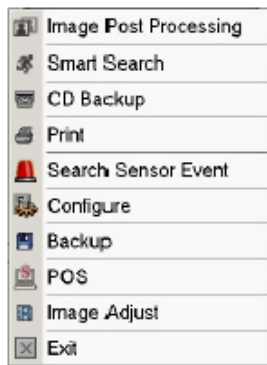 Image Post Processing
Smart Search
CD Backup
Print
Search Sensor Event
Configure
Backup
POS
Image Adjust
Exit